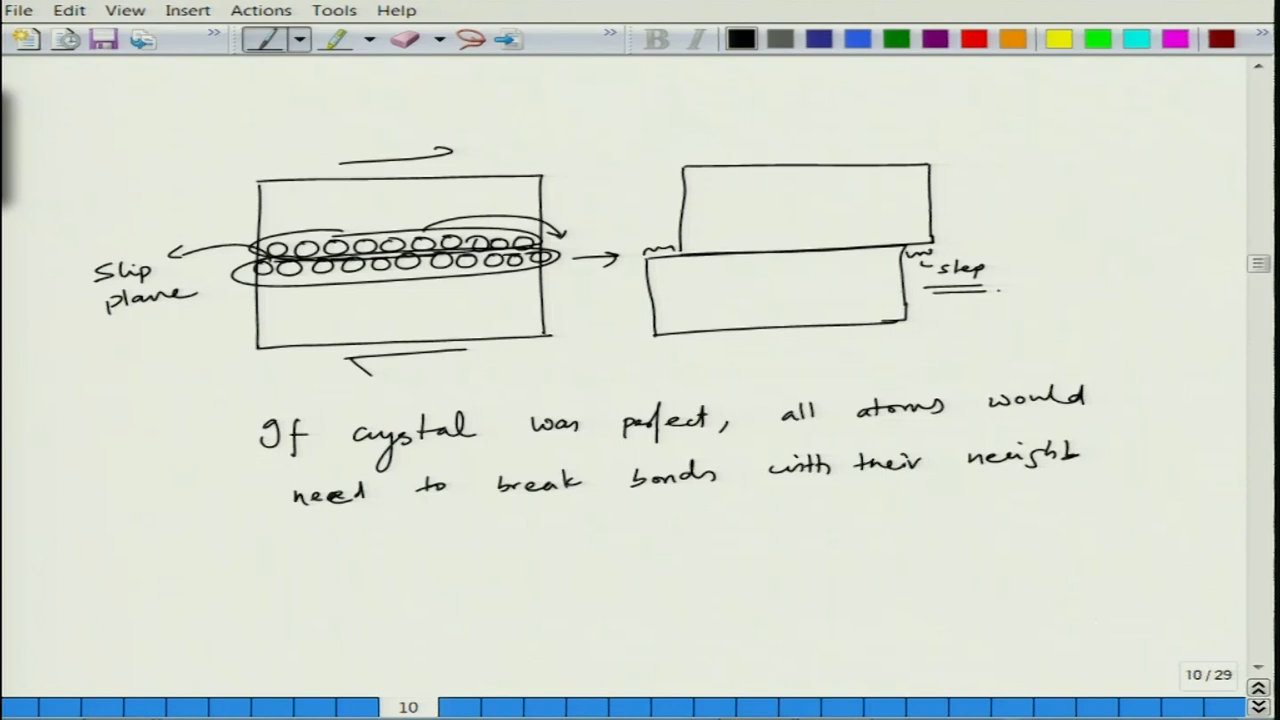 File Edit View Insert Actions Tools Help
B I
Slip
plane
step
If crystal was perfect, all atoms would
need to break bonds with their neighb
10 / 29
10